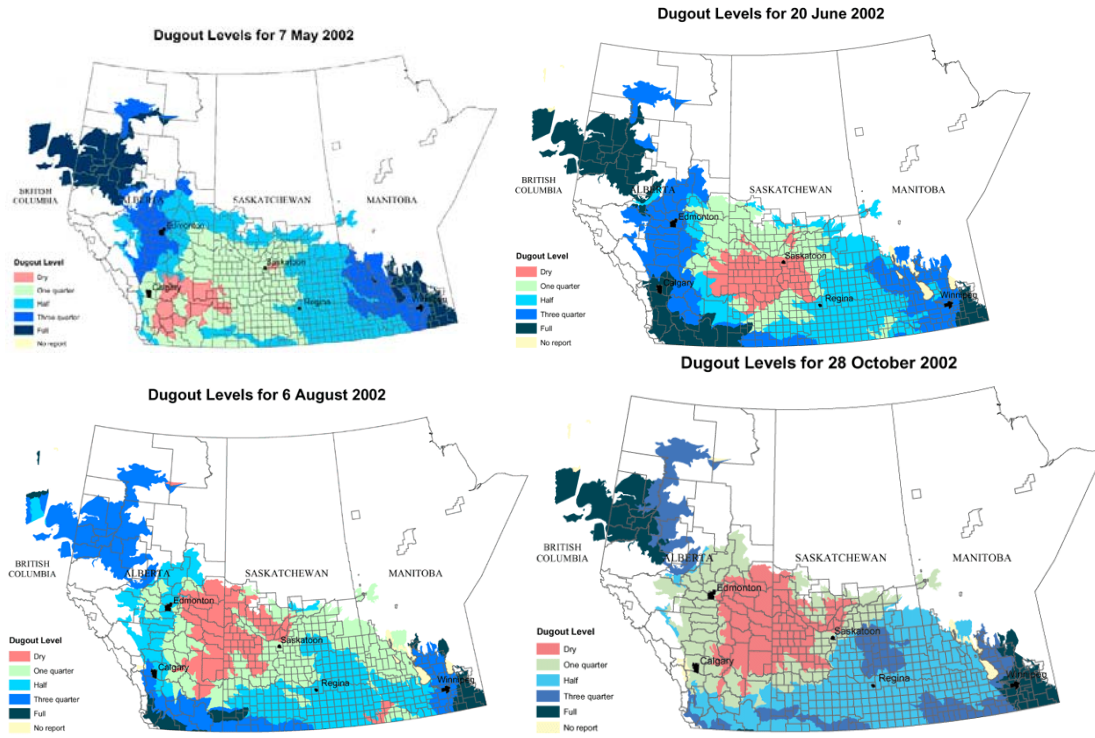 Dugout Levels for 7 May 2002
BRITISH
COLUMBIA
ALBERTA
SASKATCHEWAN
MANITOBA
Edmonton
Saskatoon
Calgary
Regina
Winnipeg
Dugout Level
Dry
One quarter
Half
Three quarter
Full
No report
Dugout Levels for 20 June 2002
BRITISH
COLUMBIA
ALBERTA
SASKATCHEWAN
MANITOBA
Edmonton
Saskatoon
Calgary
Regina
Winnipeg
Dugout Level
Dry
One quarter
Half
Three quarter
Full
No report
Dugout Levels for 6 August 2002
BRITISH
COLUMBIA
ALBERTA
SASKATCHEWAN
MANITOBA
Edmonton
Saskatoon
Calgary
Regina
Winnipeg
Dugout Level
Dry
One quarter
Half
Three quarter
Full
No report
Dugout Levels for 28 October 2002
BRITISH
COLUMBIA
ALBERTA
SASKATCHEWAN
MANITOBA
Edmonton
Saskatoon
Calgary
Regina
Winnipeg
Dugout Level
Dry
One quarter
Half
Three quarter
Full
No report